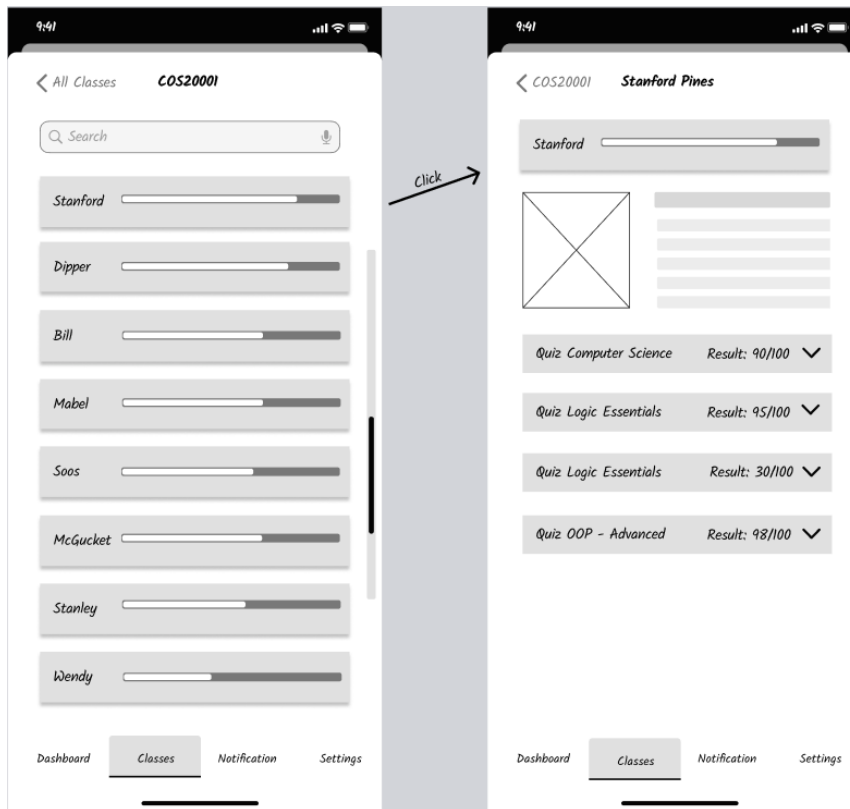 9:41
All Classes COS20001
Search
Stanford
Dipper
Bill
Mabel
Soos
McGucket
Stanley
Wendy
Dashboard Classes Notification Settings
Click
9:41
COS20001 Stanford Pines
Stanford
Quiz Computer Science Result: 90/100
Quiz Logic Essentials Result: 95/100
Quiz Logic Essentials Result: 30/100
Quiz OOP - Advanced Result: 98/100
Dashboard Classes Notification Settings